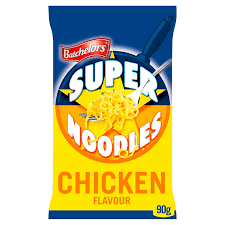 Batchelors
SUPER
NOODLES
CHICKEN
FLAVOUR
90g